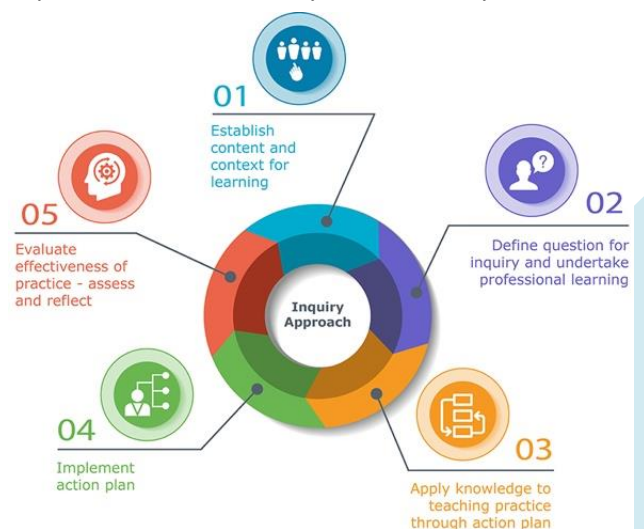 01
Establish
content and
context for
learning
02
Define question for
inquiry and undertake
professional learning
03
Apply knowledge to
teaching practice
through action plan
04
Implement
action plan
05
Evaluate
effectiveness of
practice - assess
and reflect
Inquiry
Approach
?